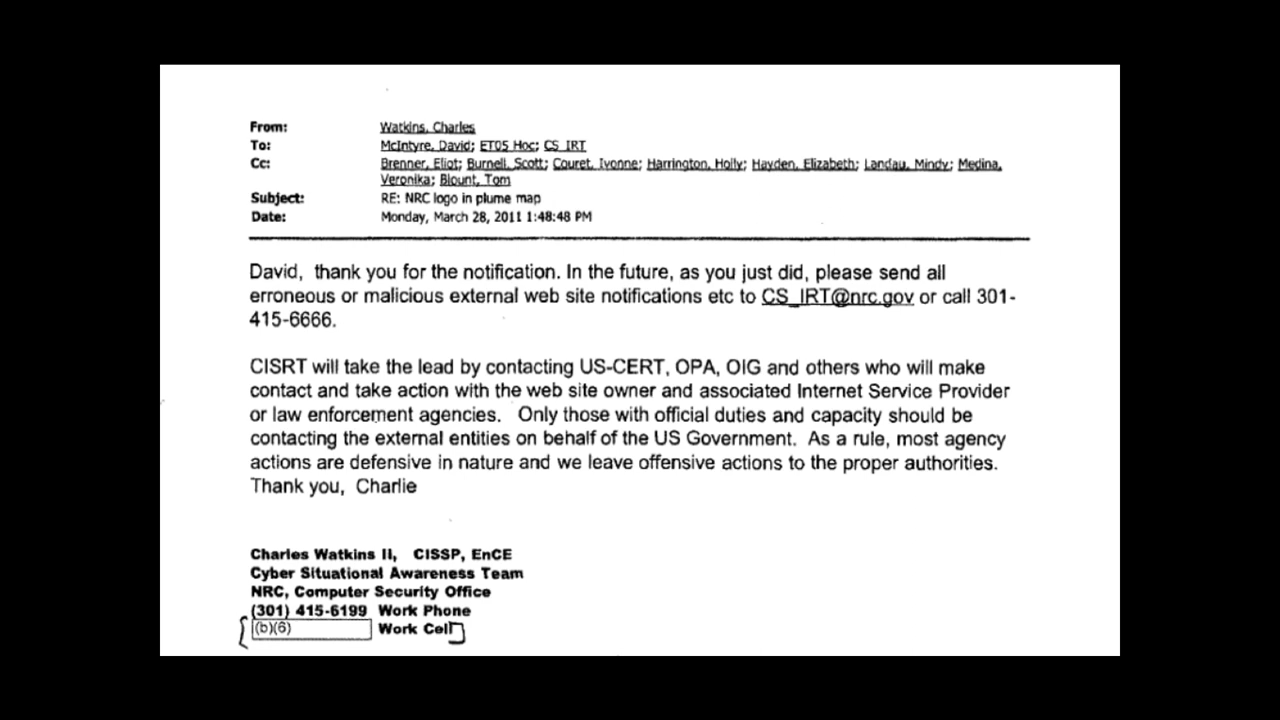 From: Watkins, Charles
To: McIntyre, David; ET05 Hoc; CS_IRT
Cc: Brenner, Eliot; Burnell, Scott; Couret, Ivonne; Harrington, Holly; Hayden, Elizabeth; Landau, Mindy; Medina,
Veronika; Blount, Tom
Subject: RE: NRC logo in plume map
Date: Monday, March 28, 2011 1:48:48 PM
David, thank you for the notification. In the future, as you just did, please send all
erroneous or malicious external web site notifications etc to CS_IRT@nrc.gov or call 301-
415-6666.
CISRT will take the lead by contacting US-CERT, OPA, OIG and others who will make
contact and take action with the web site owner and associated Internet Service Provider
or law enforcement agencies. Only those with official duties and capacity should be
contacting the external entities on behalf of the US Government. As a rule, most agency
actions are defensive in nature and we leave offensive actions to the proper authorities.
Thank you, Charlie
Charles Watkins II, CISSP, EnCE
Cyber Situational Awareness Team
NRC, Computer Security Office
(301) 415-6199 Work Phone
(b)(6) Work Cell